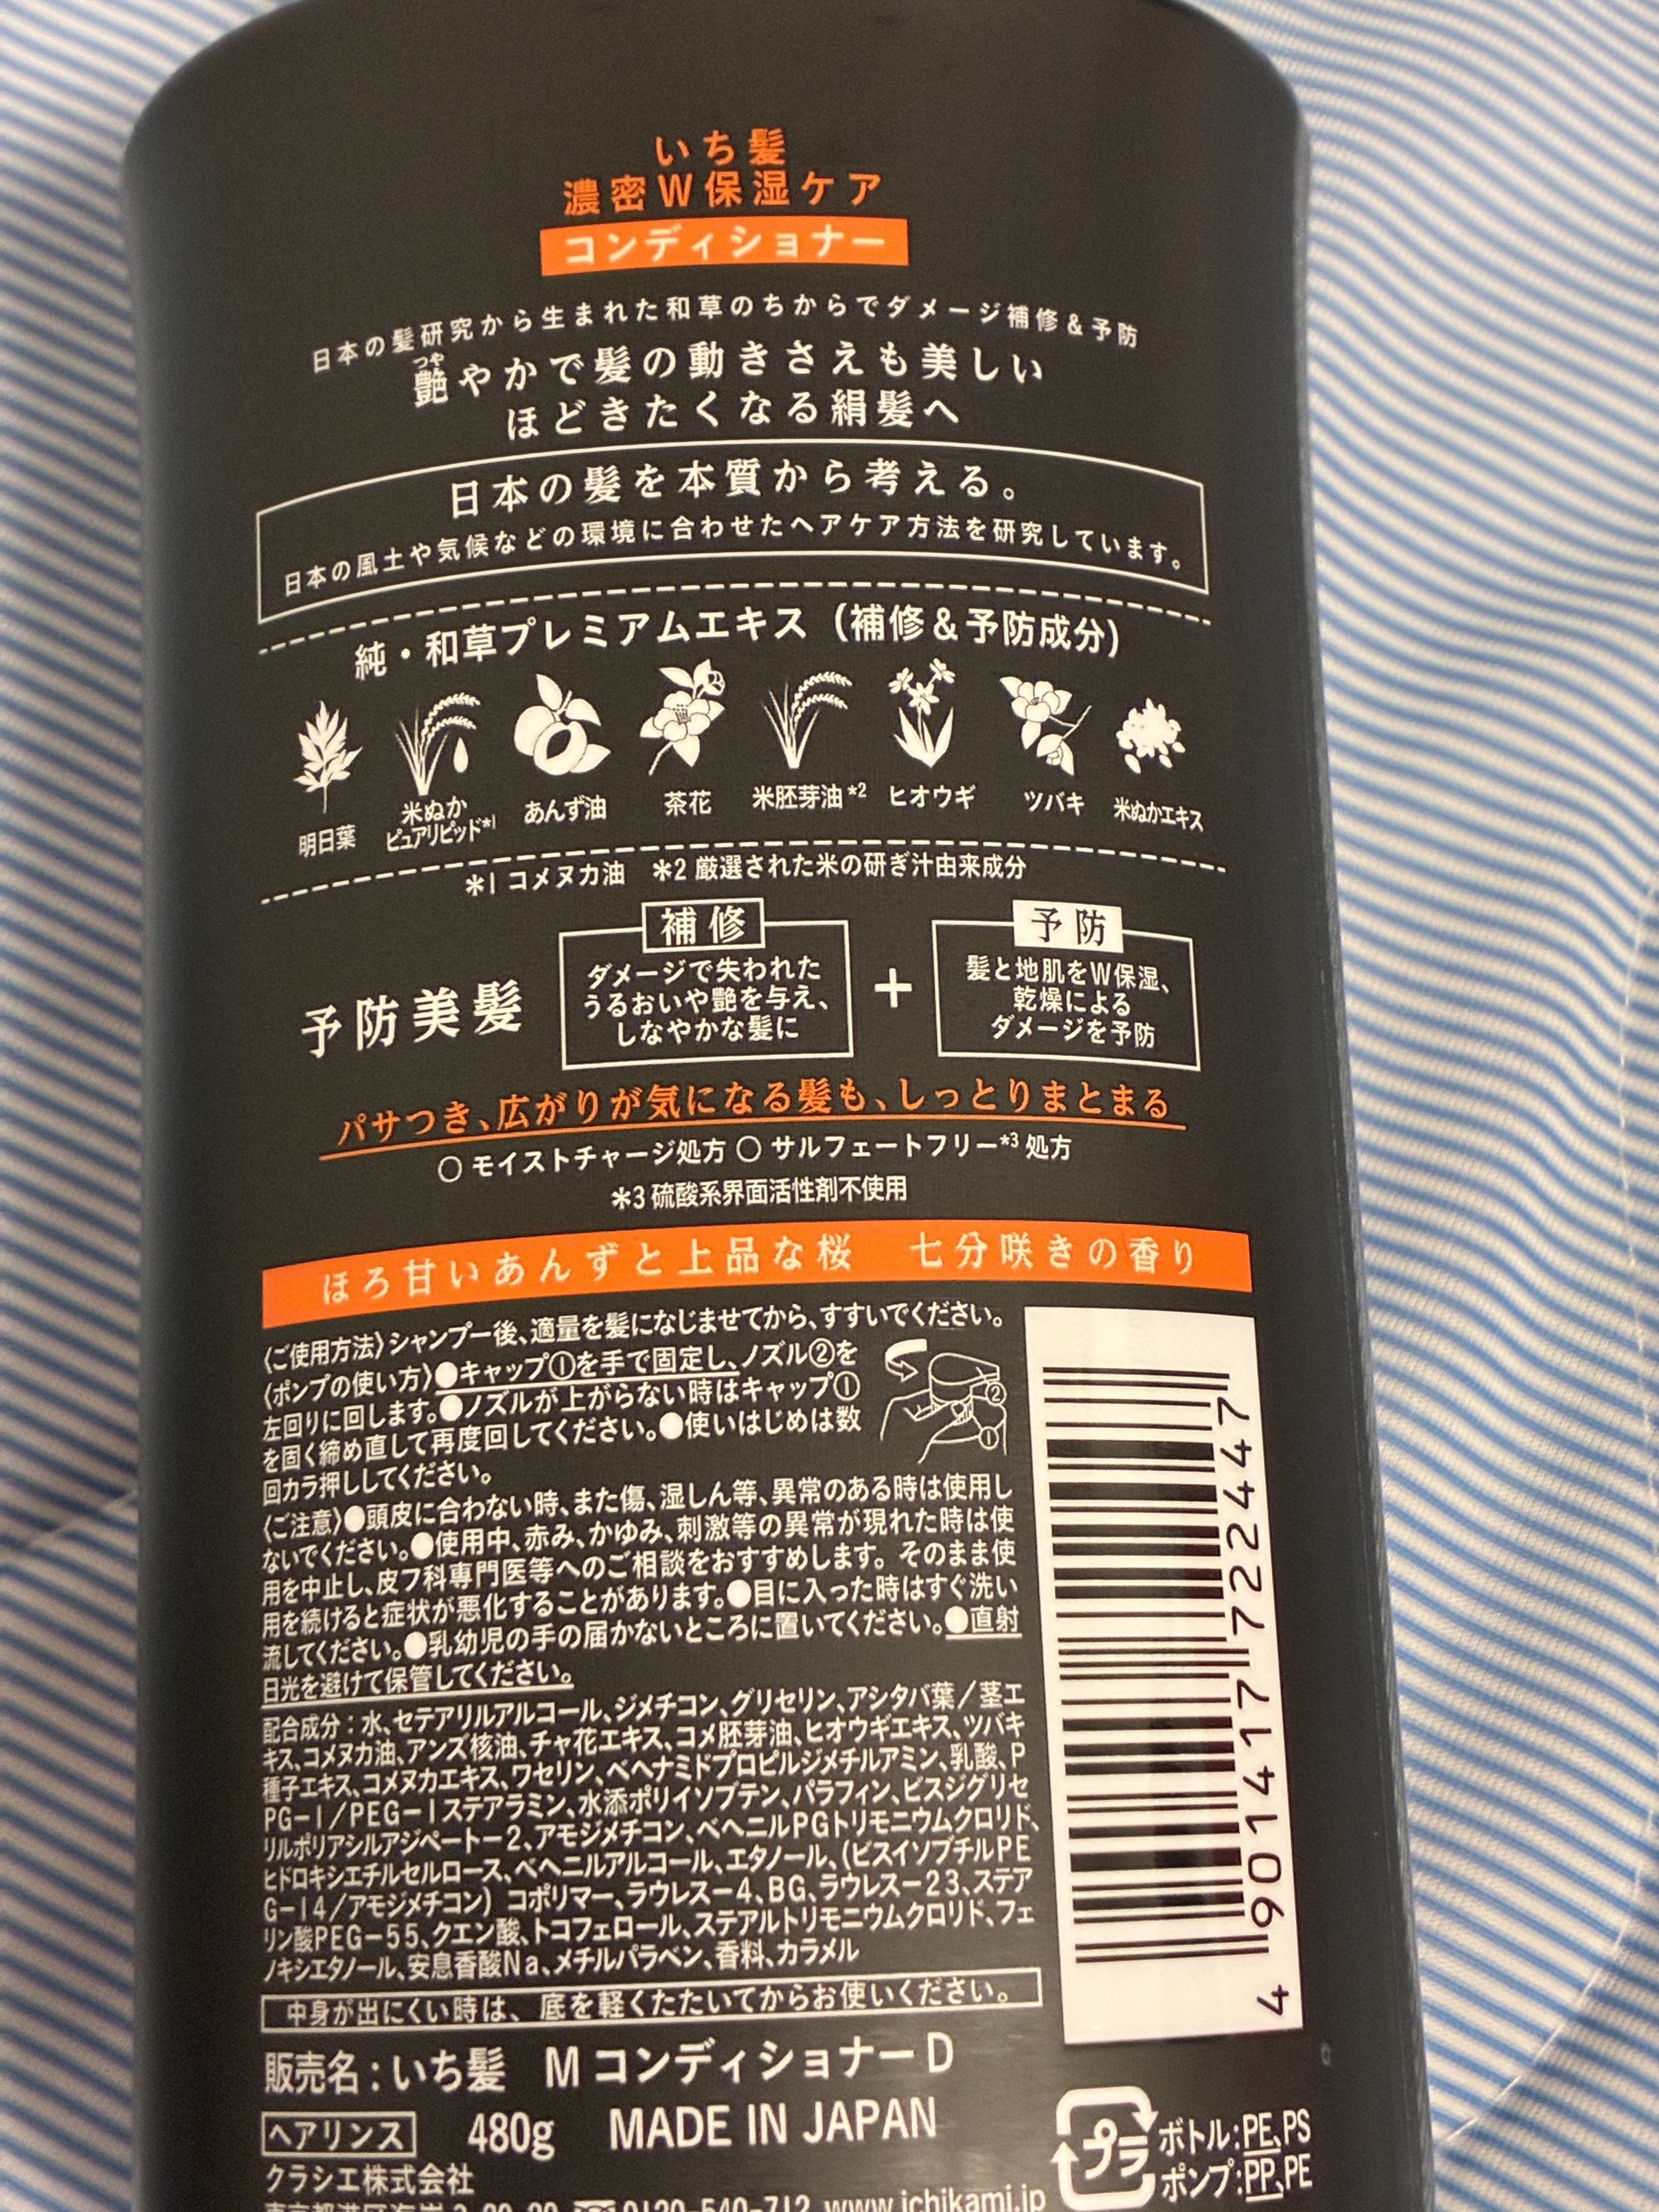 いち髪
濃密W保湿ケア
コンディショナー
日本の髪研究から生まれた和草のちからでダメージ補修&予防
つや
艶やかで髪の動きさえも美しい
ほどきたくなる絹髪へ
日本の髪を本質から考える。
日本の風土や気候などの環境に合わせたヘアケア方法を研究しています。
純・和草プレミアムエキス(補修&予防成分)
明日葉 米ぬかピュアリピッド*1 あんず油 茶花 米胚芽油*2 ヒオウギ ツバキ 米ぬかエキス
*1 コメヌカ油 *2 厳選された米の研ぎ汁由来成分
予防美髪
補修
ダメージで失われた
うるおいや艶を与え、
しなやかな髪に
+
予防
髪と地肌をW保湿、
乾燥による
ダメージを予防
パサつき、広がりが気になる髪も、しっとりまとまる
○ モイストチャージ処方 ○ サルフェートフリー*3 処方
*3 硫酸系界面活性剤不使用
ほろ甘いあんずと上品な桜 七分咲きの香り
〈ご使用方法〉シャンプー後、適量を髪になじませてから、すすいでください。
〈ポンプの使い方〉●キャップ①を手で固定し、ノズル②を
左回りに回します。●ノズルが上がらない時はキャップ①
を固く締め直して再度回してください。●使いはじめは数
回カラ押ししてください。
② ①
〈ご注意〉●頭皮に合わない時、また傷、湿しん等、異常のある時は使用し
ないでください。●使用中、赤み、かゆみ、刺激等の異常が現れた時は使
用を中止し、皮フ科専門医等へのご相談をおすすめします。そのまま使
用を続けると症状が悪化することがあります。●目に入った時はすぐ洗い
流してください。●乳幼児の手の届かないところに置いてください。●直射
日光を避けて保管してください。
配合成分:水、セテアリルアルコール、ジメチコン、グリセリン、アシタバ葉/茎エ
キス、コメヌカ油、アンズ核油、チャ花エキス、コメ胚芽油、ヒオウギエキス、ツバキ
種子エキス、コメヌカエキス、ワセリン、ベヘナミドプロピルジメチルアミン、乳酸、P
PG-1/PEG-1ステアラミン、水添ポリイソブテン、パラフィン、ビスジグリセ
リルポリアシルアジペート-2、アモジメチコン、ベヘニルPGトリモニウムクロリド、
ヒドロキシエチルセルロース、ベヘニルアルコール、エタノール、(ビスイソブチルPE
G-14/アモジメチコン) コポリマー、ラウレス-4、BG、ラウレス-23、ステア
リン酸PEG-55、クエン酸、トコフェロール、ステアルトリモニウムクロリド、フェ
ノキシエタノール、安息香酸Na、メチルパラベン、香料、カラメル
中身が出にくい時は、底を軽くたたいてからお使いください。
4 901417 722447
販売名:いち髪 MコンディショナーD
ヘアリンス 480g MADE IN JAPAN
プラ ボトル:PE、PS
ポンプ:PP、PE
クラシエ株式会社
東京都港区海岸3-20-20 0120-540-712 www.ichikami.jp